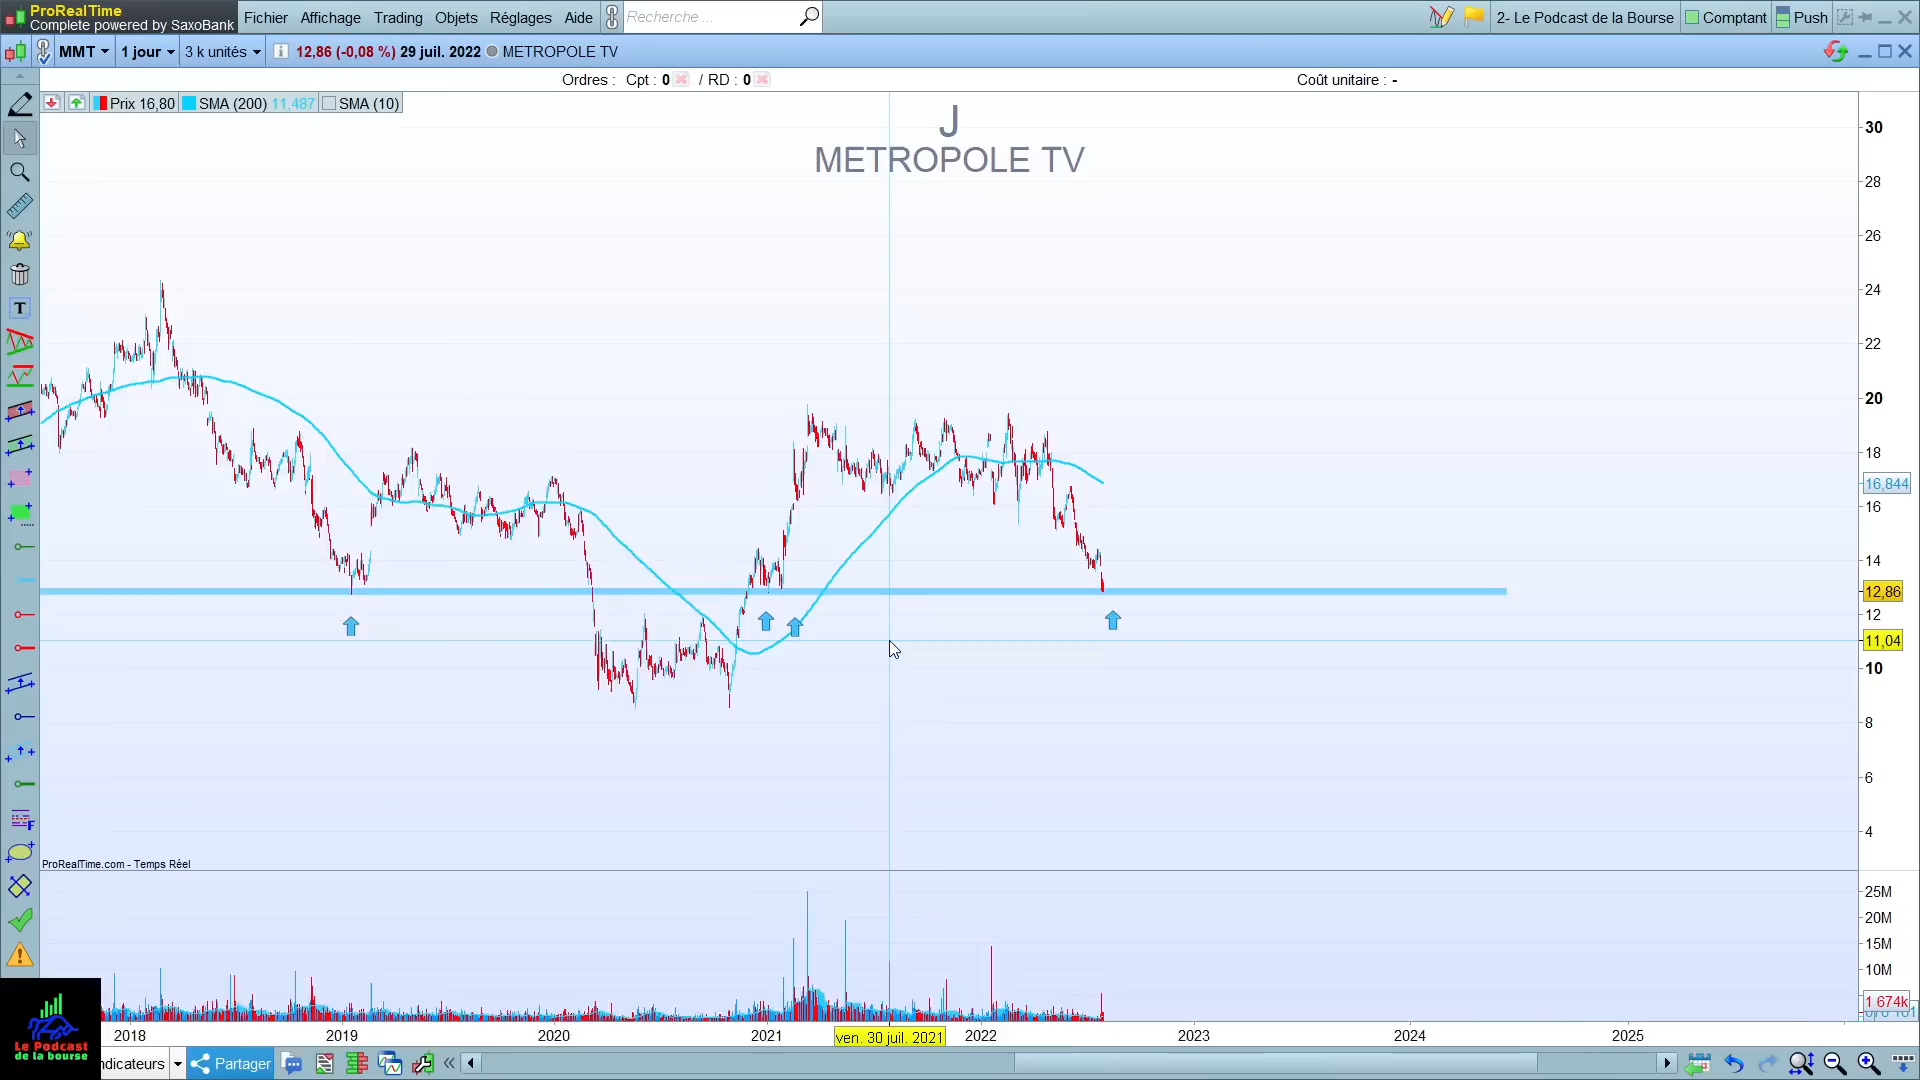 ProRealTime
Complete powered by SaxoBank
Fichier Affichage Trading Objets Réglages Aide Recherche ... 2- Le Podcast de la Bourse Comptant Push
MMT 1 jour 3 k unités 12,86 (-0,08 %) 29 juil. 2022 METROPOLE TV
Ordres : Cpt : 0 / RD : 0 Coût unitaire : -
Prix 16,80 SMA (200) 11,487 SMA (10)
J
METROPOLE TV
30
28
26
24
22
20
18
16,844
16
14
12,86
12
11,04
10
8
6
4
ProRealTime.com - Temps Réel
25M
20M
15M
10M
1 674k
2018 2019 2020 2021 ven. 30 juil. 2021 2022 2023 2024 2025
Le Podcast
de la bourse
ndicateurs Partager
T
F